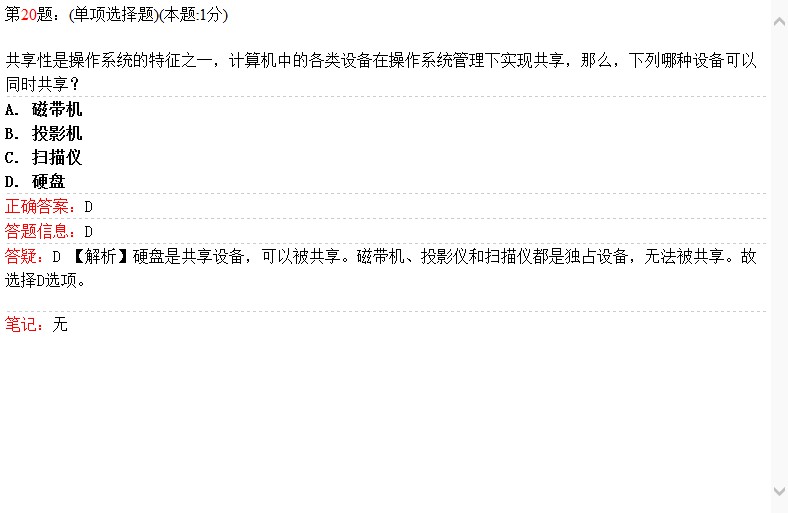 第20题：(单项选择题)(本题:1分)
共享性是操作系统的特征之一，计算机中的各类设备在操作系统管理下实现共享，那么，下列哪种设备可以
同时共享？
A. 磁带机
B. 投影机
C. 扫描仪
D. 硬盘
正确答案：D
答题信息：D
答疑：D 【解析】硬盘是共享设备，可以被共享。磁带机、投影仪和扫描仪都是独占设备，无法被共享。故
选择D选项。
笔记：无